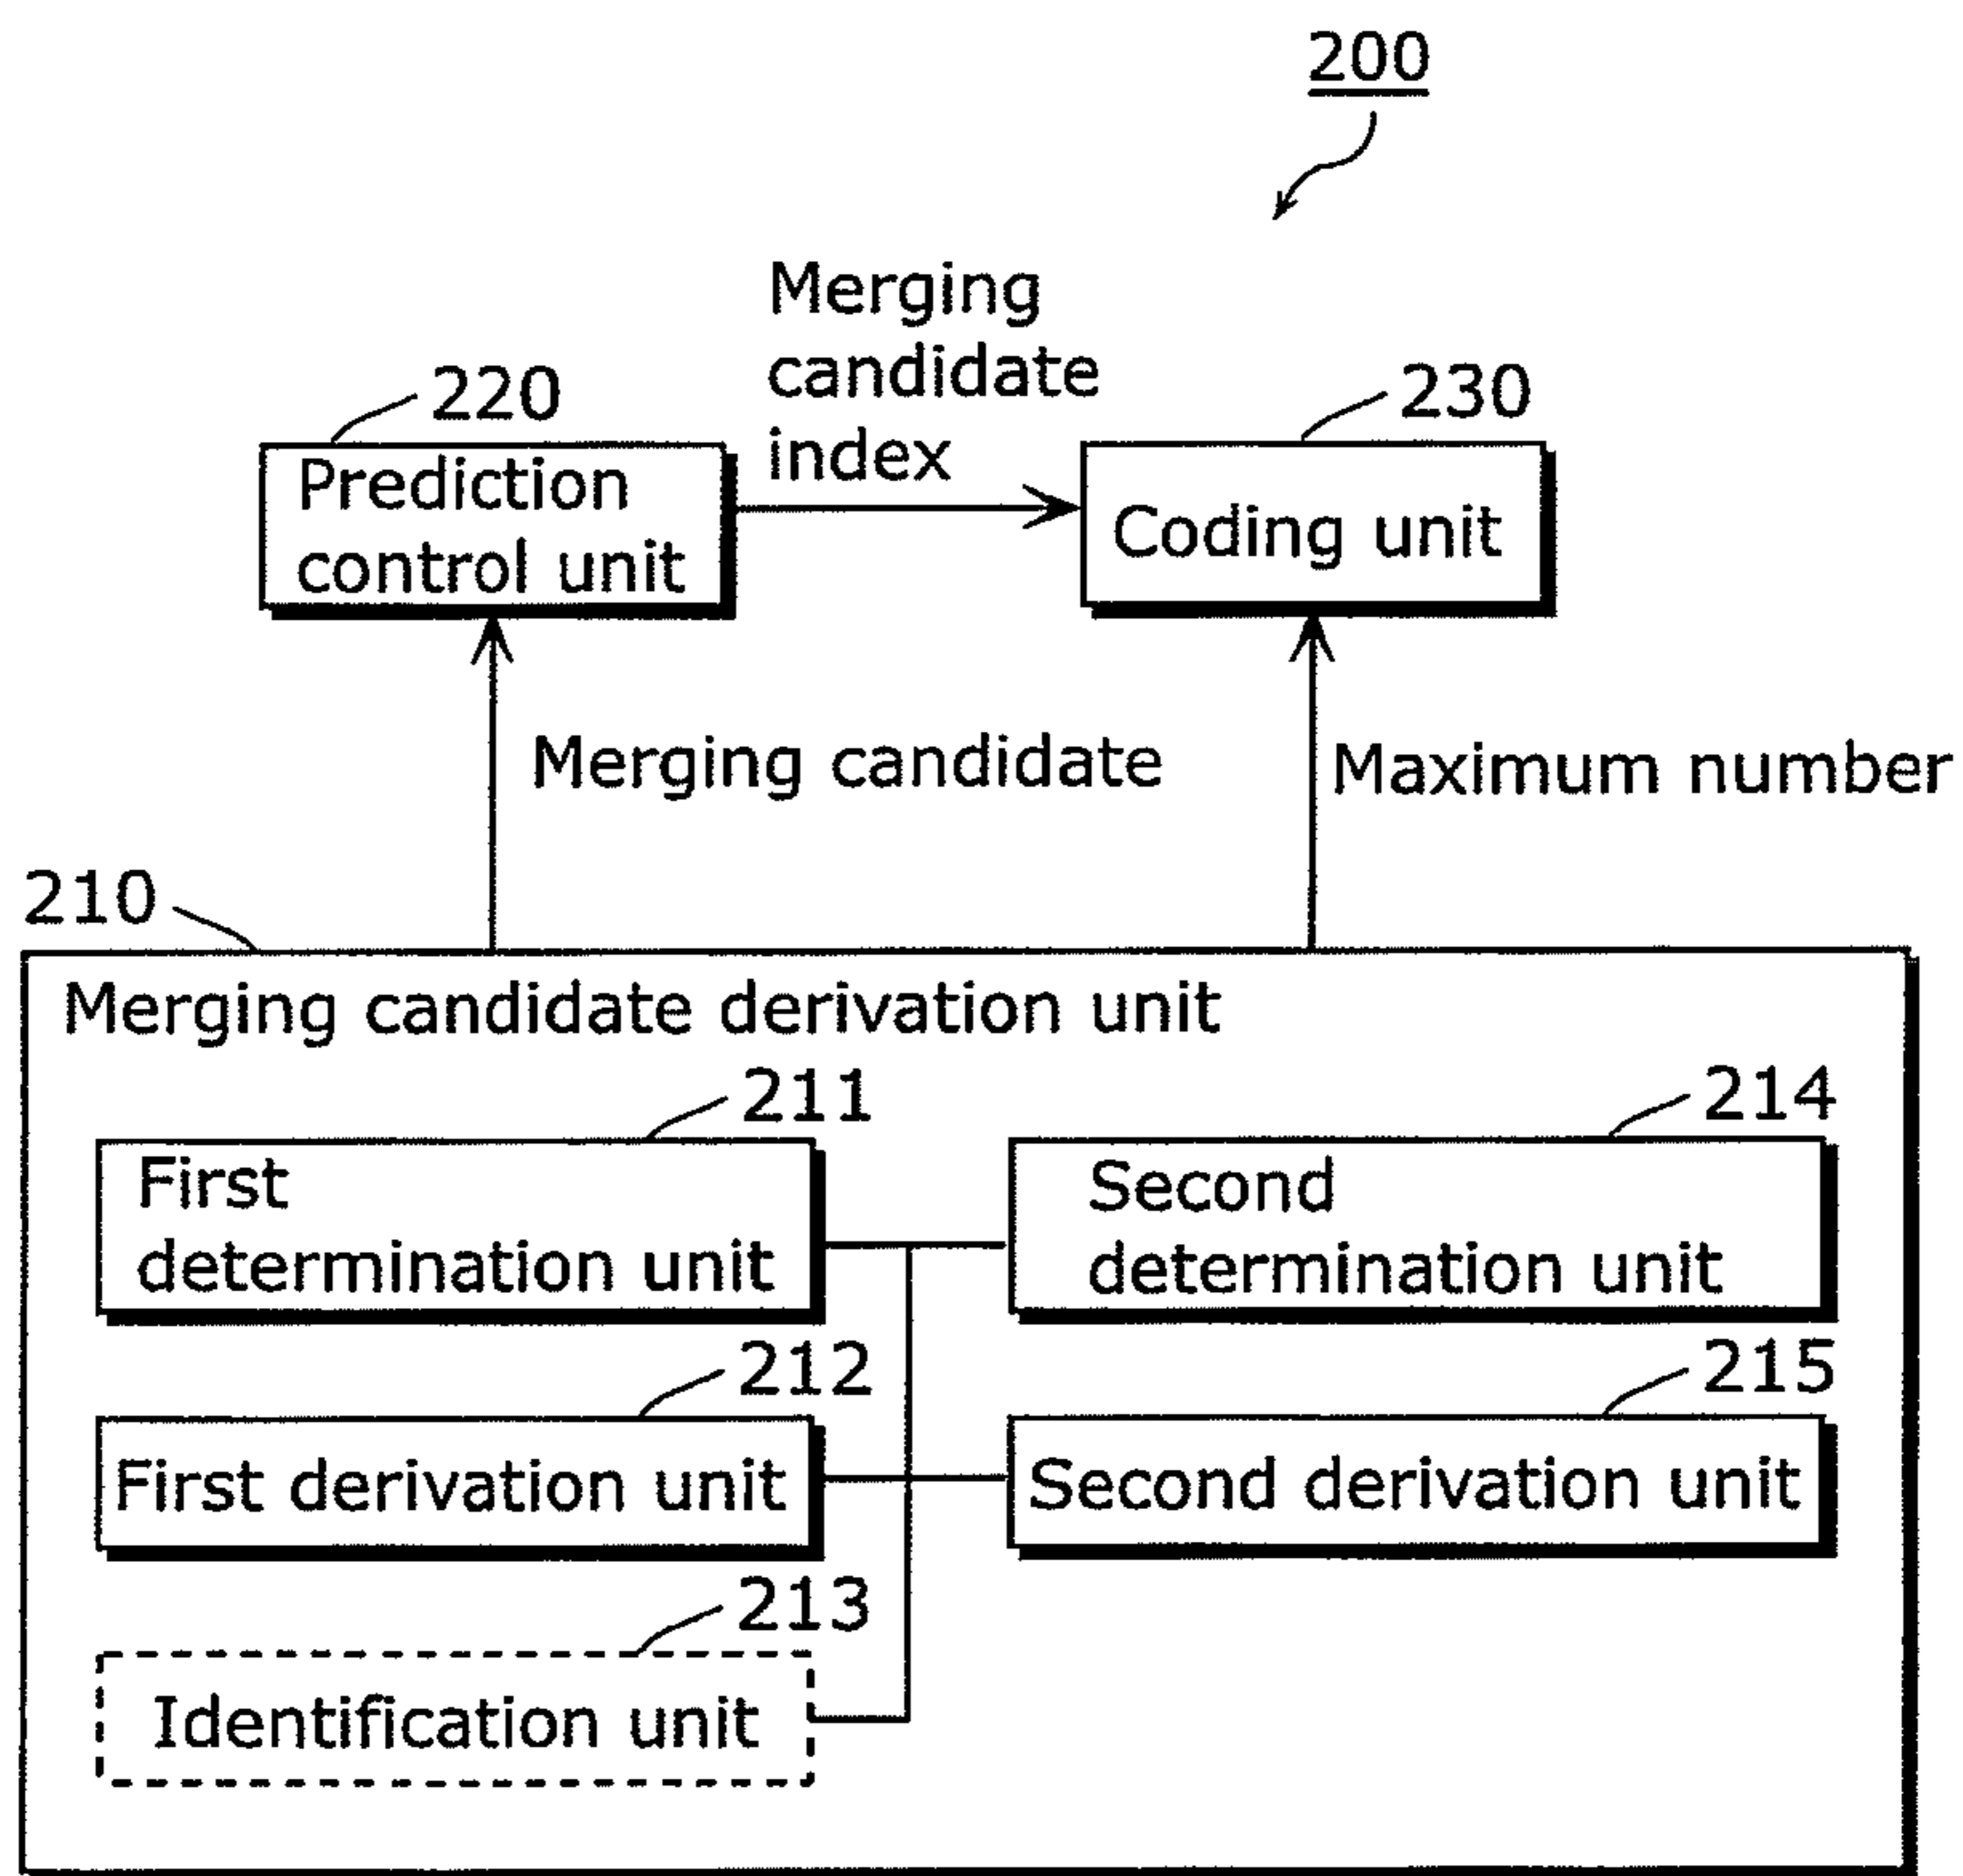 200
Merging
candidate
index
220
230
Prediction
control unit
Coding unit
Merging candidate
Maximum number
210
Merging candidate derivation unit
211
214
First
determination unit
Second
determination unit
212
215
First derivation unit
Second derivation unit
213
Identification unit